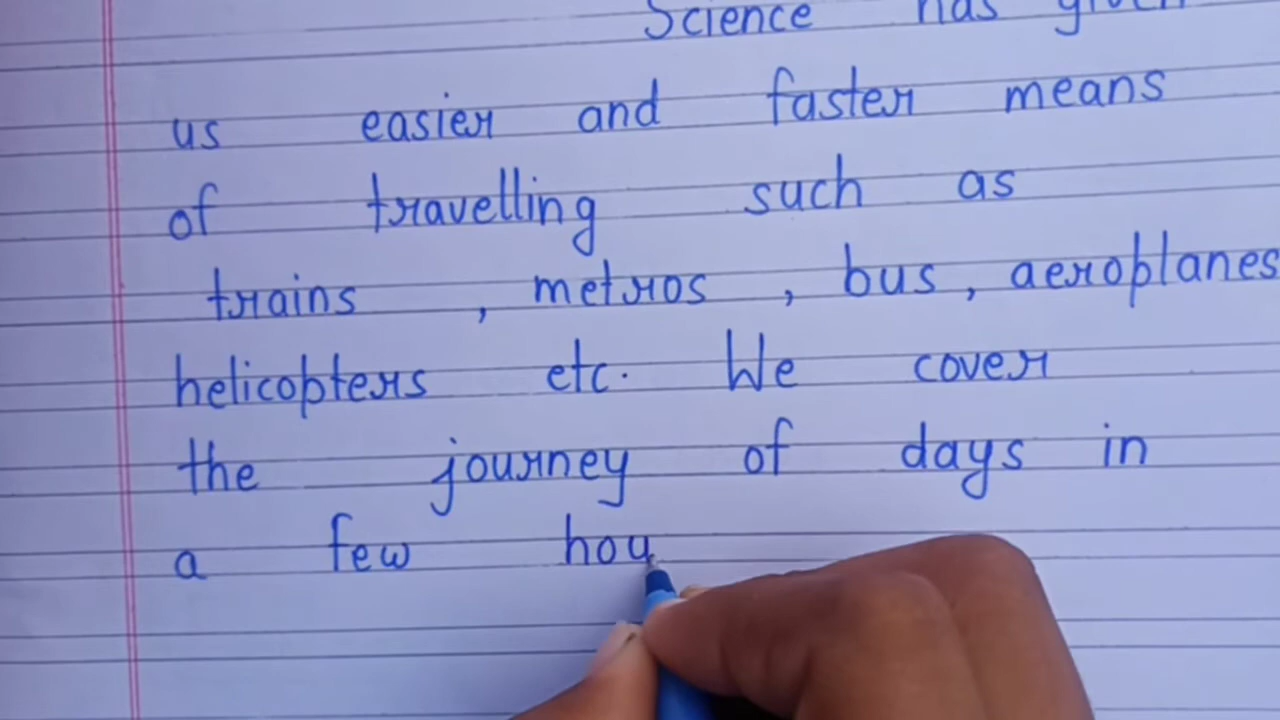 Science has given
us easier and faster means
of travelling such as
trains , metros , bus , aeroplanes
helicopters etc. We cover
the journey of days in
a few hou